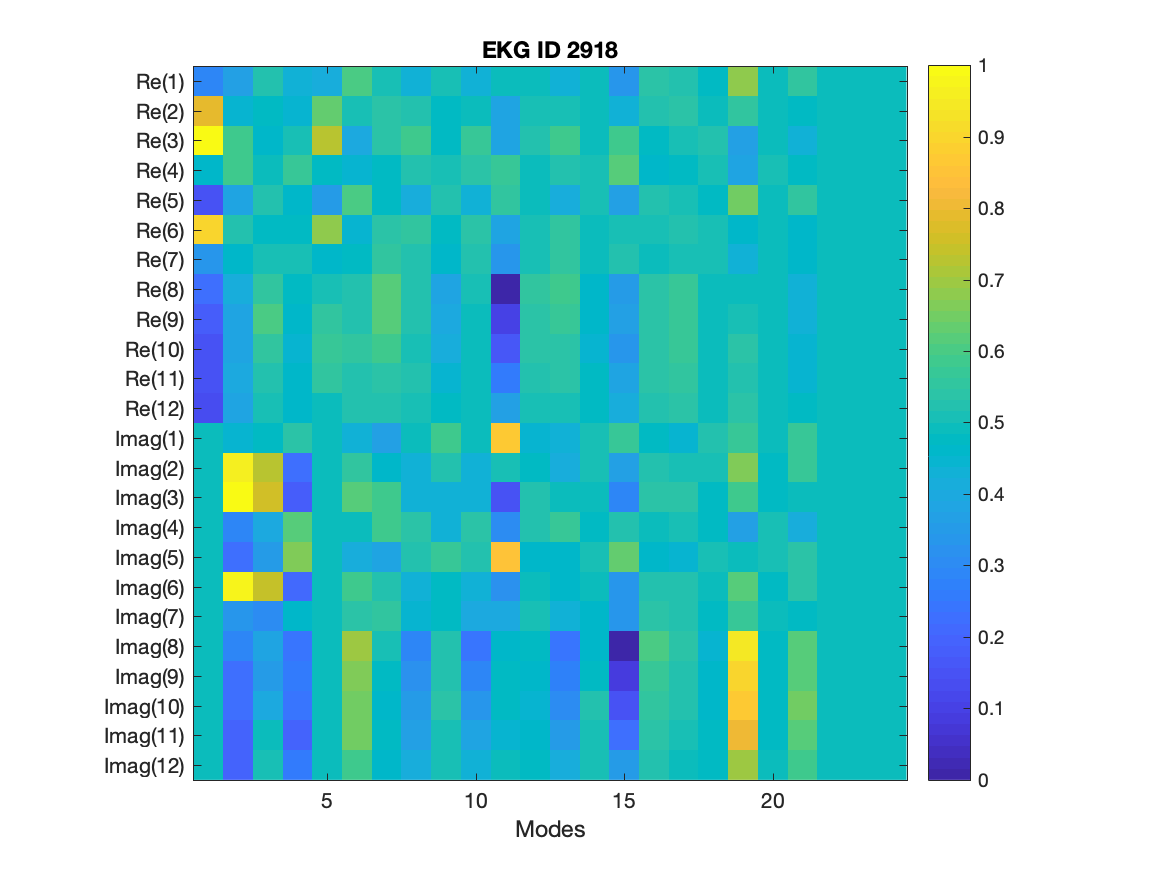 EKG ID 2918
Re(1)
Re(2)
Re(3)
Re(4)
Re(5)
Re(6)
Re(7)
Re(8)
Re(9)
Re(10)
Re(11)
Re(12)
Imag(1)
Imag(2)
Imag(3)
Imag(4)
Imag(5)
Imag(6)
Imag(7)
Imag(8)
Imag(9)
Imag(10)
Imag(11)
Imag(12)
5 10 15 20
Modes
1
0.9
0.8
0.7
0.6
0.5
0.4
0.3
0.2
0.1
0